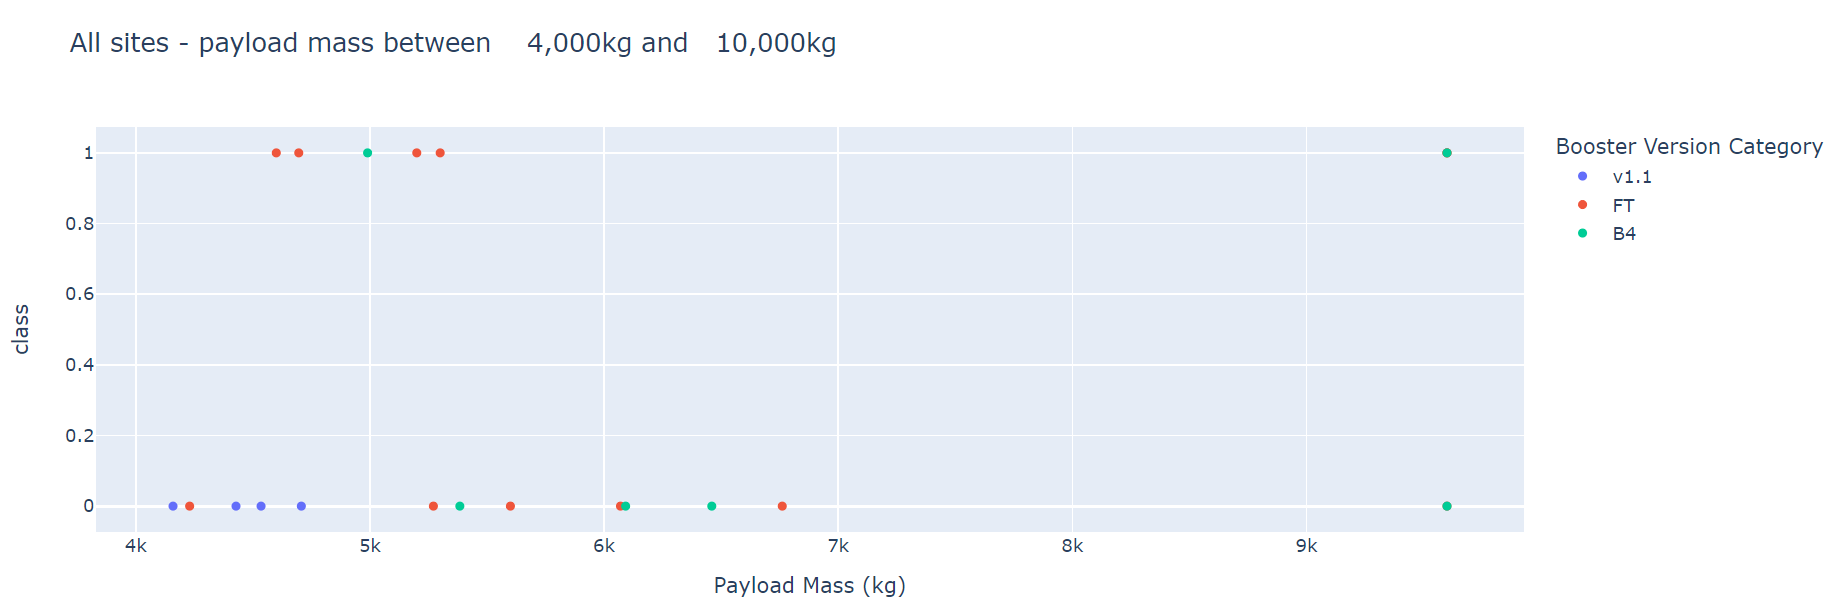 All sites - payload mass between    4,000kg and   10,000kg
Booster Version Category
v1.1
FT
B4
class
1
0.8
0.6
0.4
0.2
0
4k 5k 6k 7k 8k 9k
Payload Mass (kg)